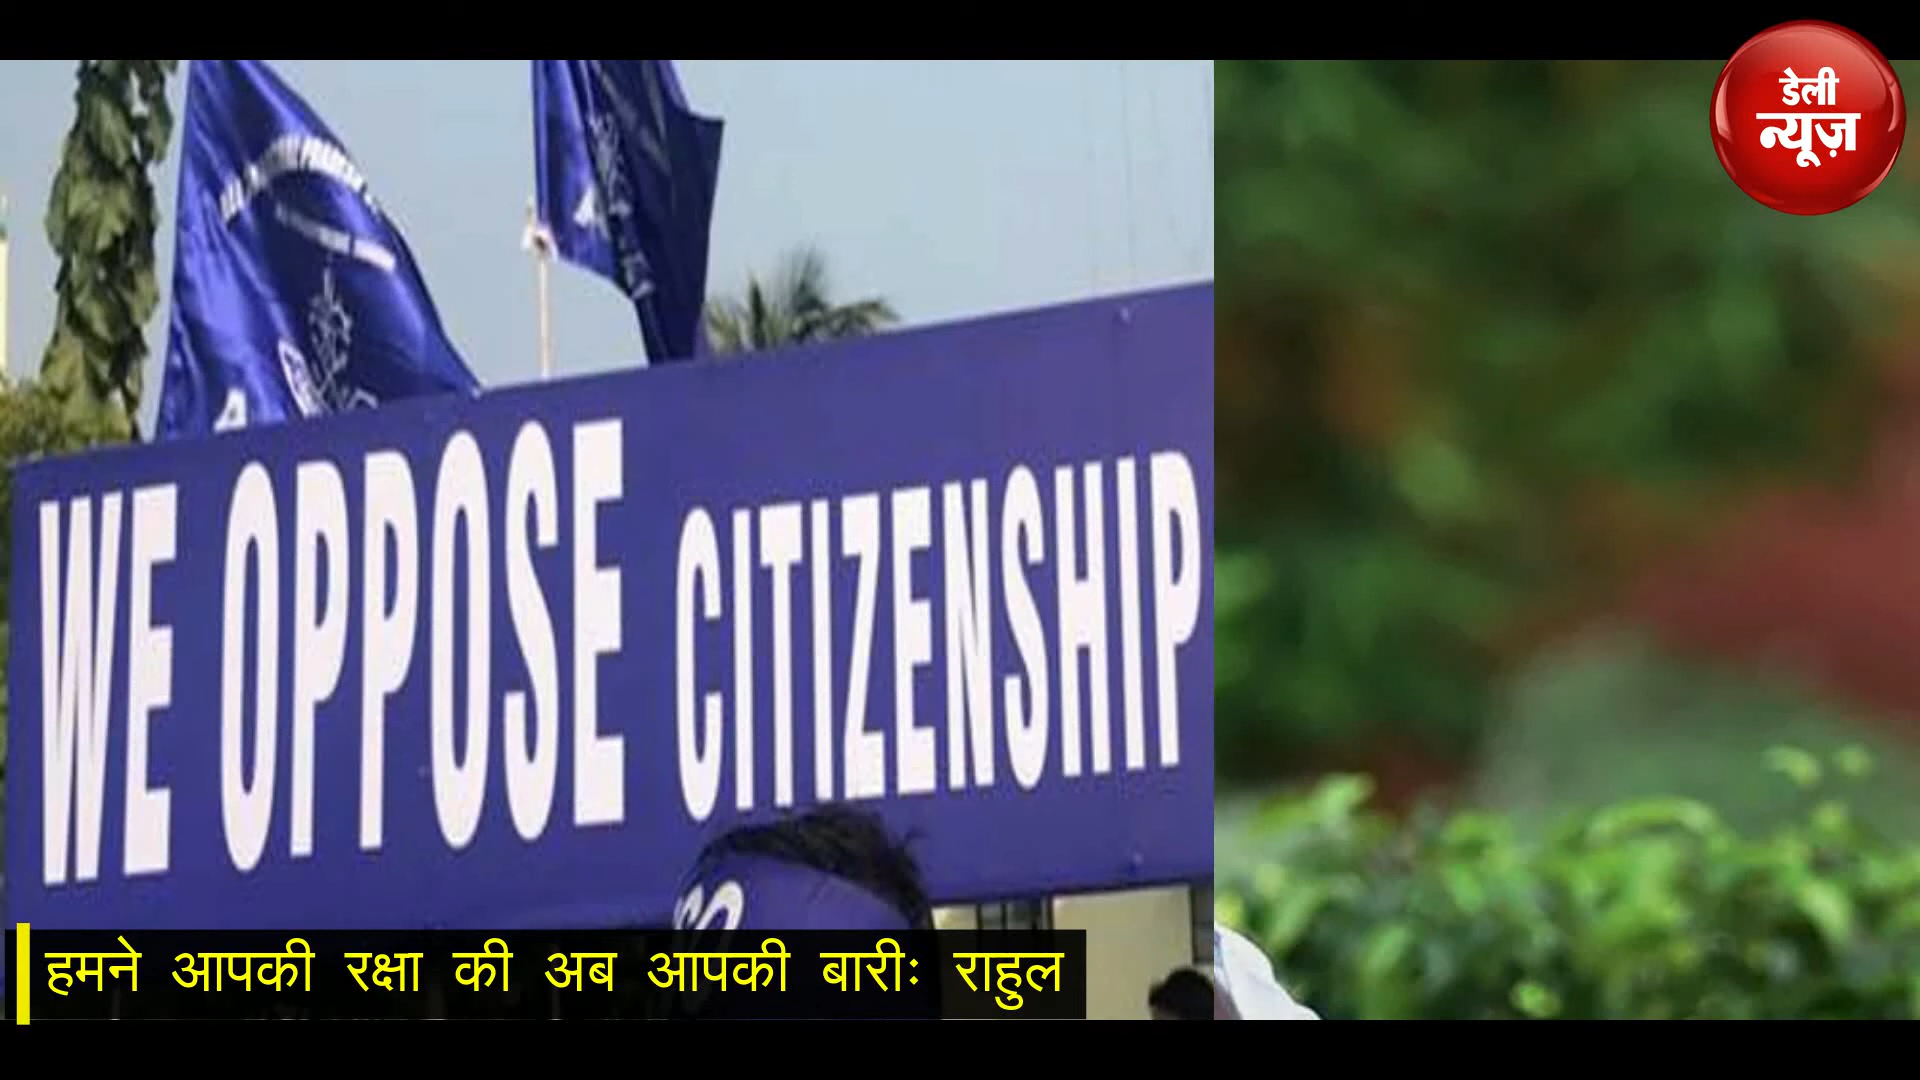 डेली
न्यूज़
WE OPPOSE CITIZENSHIP
हमने आपकी रक्षा की अब आपकी बारीः राहुल